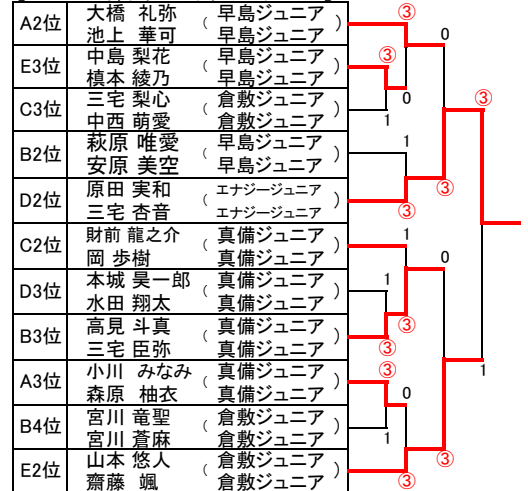 A2位 大橋 礼弥 ( 早島ジュニア ) ③
池上 華可 早島ジュニア 0
E3位 中島 梨花 ( 早島ジュニア ) ③
槙本 綾乃 早島ジュニア 0 ③
C3位 三宅 梨心 ( 倉敷ジュニア )
中西 萌愛 倉敷ジュニア 1
B2位 萩原 唯愛 ( 早島ジュニア ) 1
安原 美空 早島ジュニア ③
D2位 原田 実和 ( エナジージュニア )
三宅 杏音 エナジージュニア ③
C2位 財前 龍之介 ( 真備ジュニア ) 1
岡 歩樹 真備ジュニア 0
D3位 本城 昊一郎 ( 真備ジュニア ) 1
水田 翔太 真備ジュニア ③
B3位 高見 斗真 ( 真備ジュニア )
三宅 臣弥 真備ジュニア ③
A3位 小川 みなみ ( 真備ジュニア ) ③ 1
森原 柚衣 真備ジュニア 0
B4位 宮川 竜聖 ( 倉敷ジュニア )
宮川 蒼麻 倉敷ジュニア 1
E2位 山本 悠人 ( 倉敷ジュニア ) ③
齋藤 颯 倉敷ジュニア ③